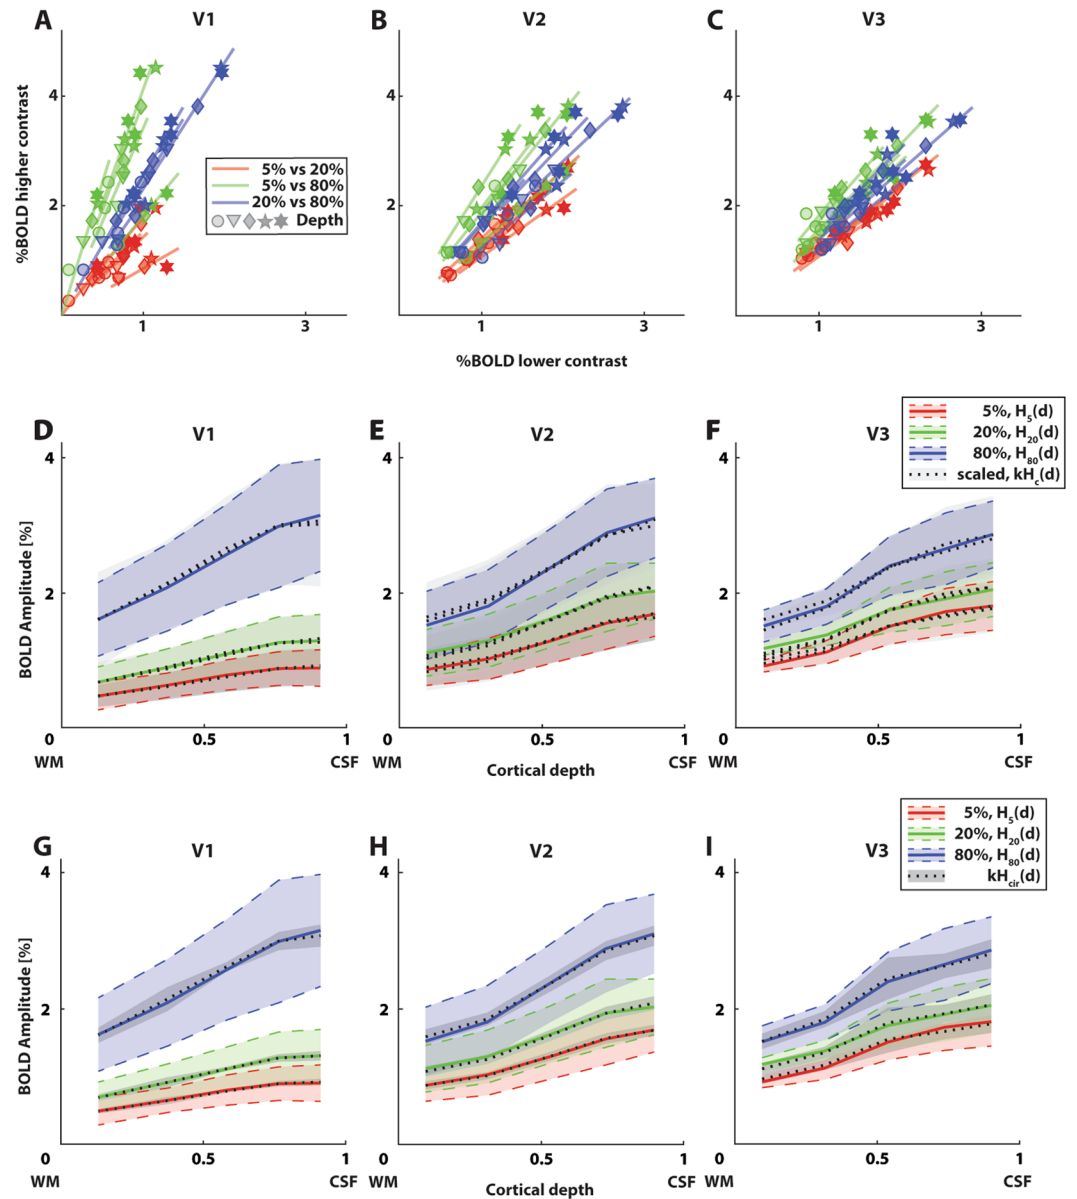 A
V1
B
V2
C
V3
%BOLD higher contrast
4
2
1
3
5% vs 20%
5% vs 80%
20% vs 80%
Depth
4
2
1
3
4
2
1
3
%BOLD lower contrast
5%, H5(d)
20%, H20(d)
80%, H80(d)
scaled, kHc(d)
D
V1
E
V2
F
V3
BOLD Amplitude [%]
4
2
0
0.5
1
WM
CSF
4
2
0
0.5
1
WM
CSF
4
2
0
0.5
1
WM
CSF
Cortical depth
5%, H5(d)
20%, H20(d)
80%, H80(d)
kHcir(d)
G
V1
H
V2
I
V3
BOLD Amplitude [%]
4
2
0
0.5
1
WM
CSF
4
2
0
0.5
1
WM
CSF
4
2
0
0.5
1
WM
CSF
Cortical depth